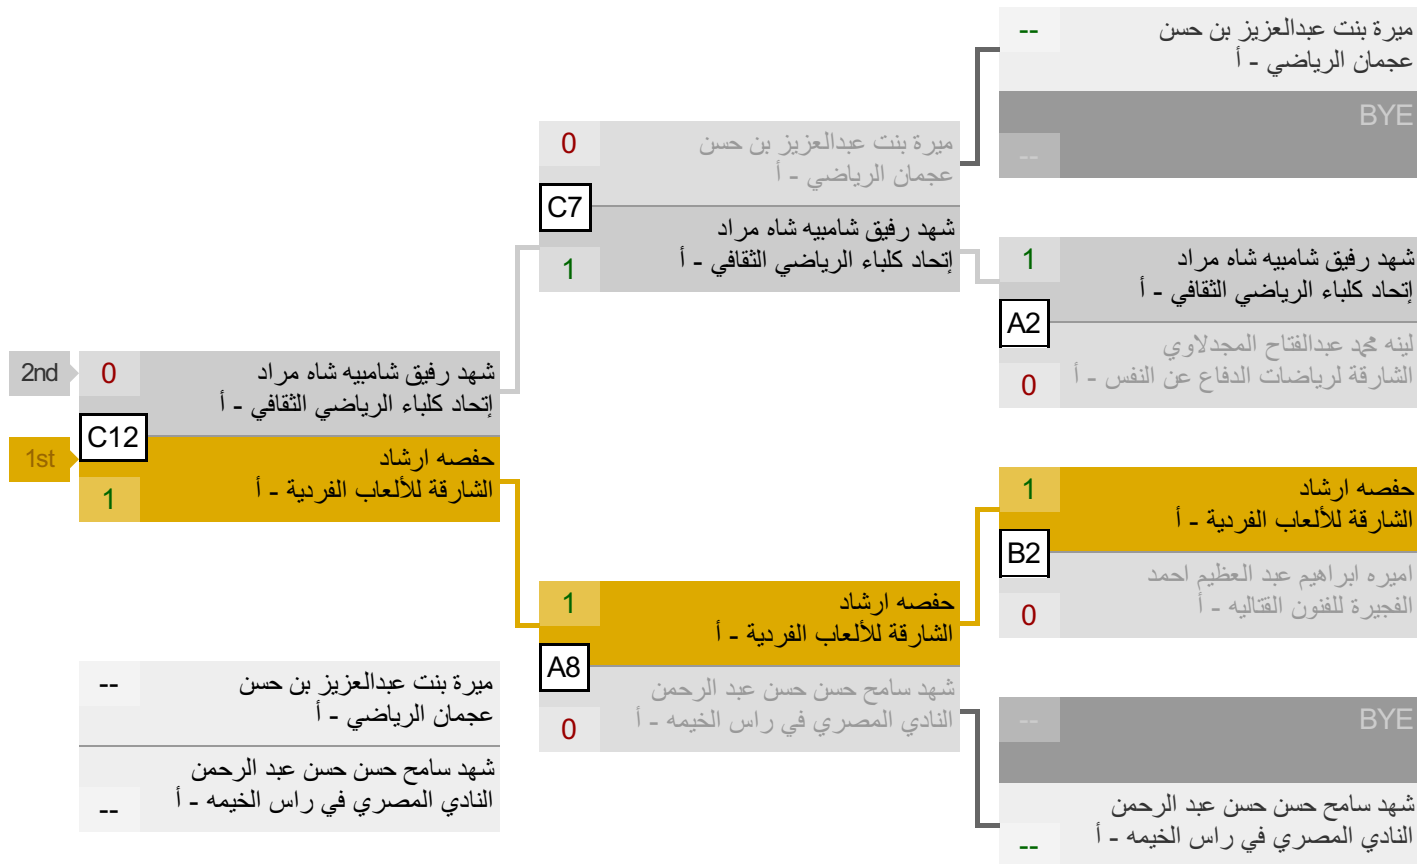 --
ميرة بنت عبدالعزيز بن حسن
عجمان الرياضي - أ
BYE
--
0
ميرة بنت عبدالعزيز بن حسن
عجمان الرياضي - أ
C7
شهد رفيق شامبيه شاه مراد
إتحاد كلباء الرياضي الثقافي - أ
1
1
شهد رفيق شامبيه شاه مراد
إتحاد كلباء الرياضي الثقافي - أ
A2
لينه محمد عبدالفتاح المجدلاوي
الشارقة لرياضات الدفاع عن النفس - أ
0
2nd
0
شهد رفيق شامبيه شاه مراد
إتحاد كلباء الرياضي الثقافي - أ
C12
1st
حفصه ارشاد
الشارقة للألعاب الفردية - أ
1
1
حفصه ارشاد
الشارقة للألعاب الفردية - أ
B2
اميره ابراهيم عبد العظيم احمد
الفجيرة للفنون القتاليه - أ
0
1
حفصه ارشاد
الشارقة للألعاب الفردية - أ
A8
شهد سامح حسن حسن عبد الرحمن
النادي المصري في راس الخيمه - أ
0
--
ميرة بنت عبدالعزيز بن حسن
عجمان الرياضي - أ
شهد سامح حسن حسن عبد الرحمن
النادي المصري في راس الخيمه - أ
--
--
BYE
شهد سامح حسن حسن عبد الرحمن
النادي المصري في راس الخيمه - أ
--